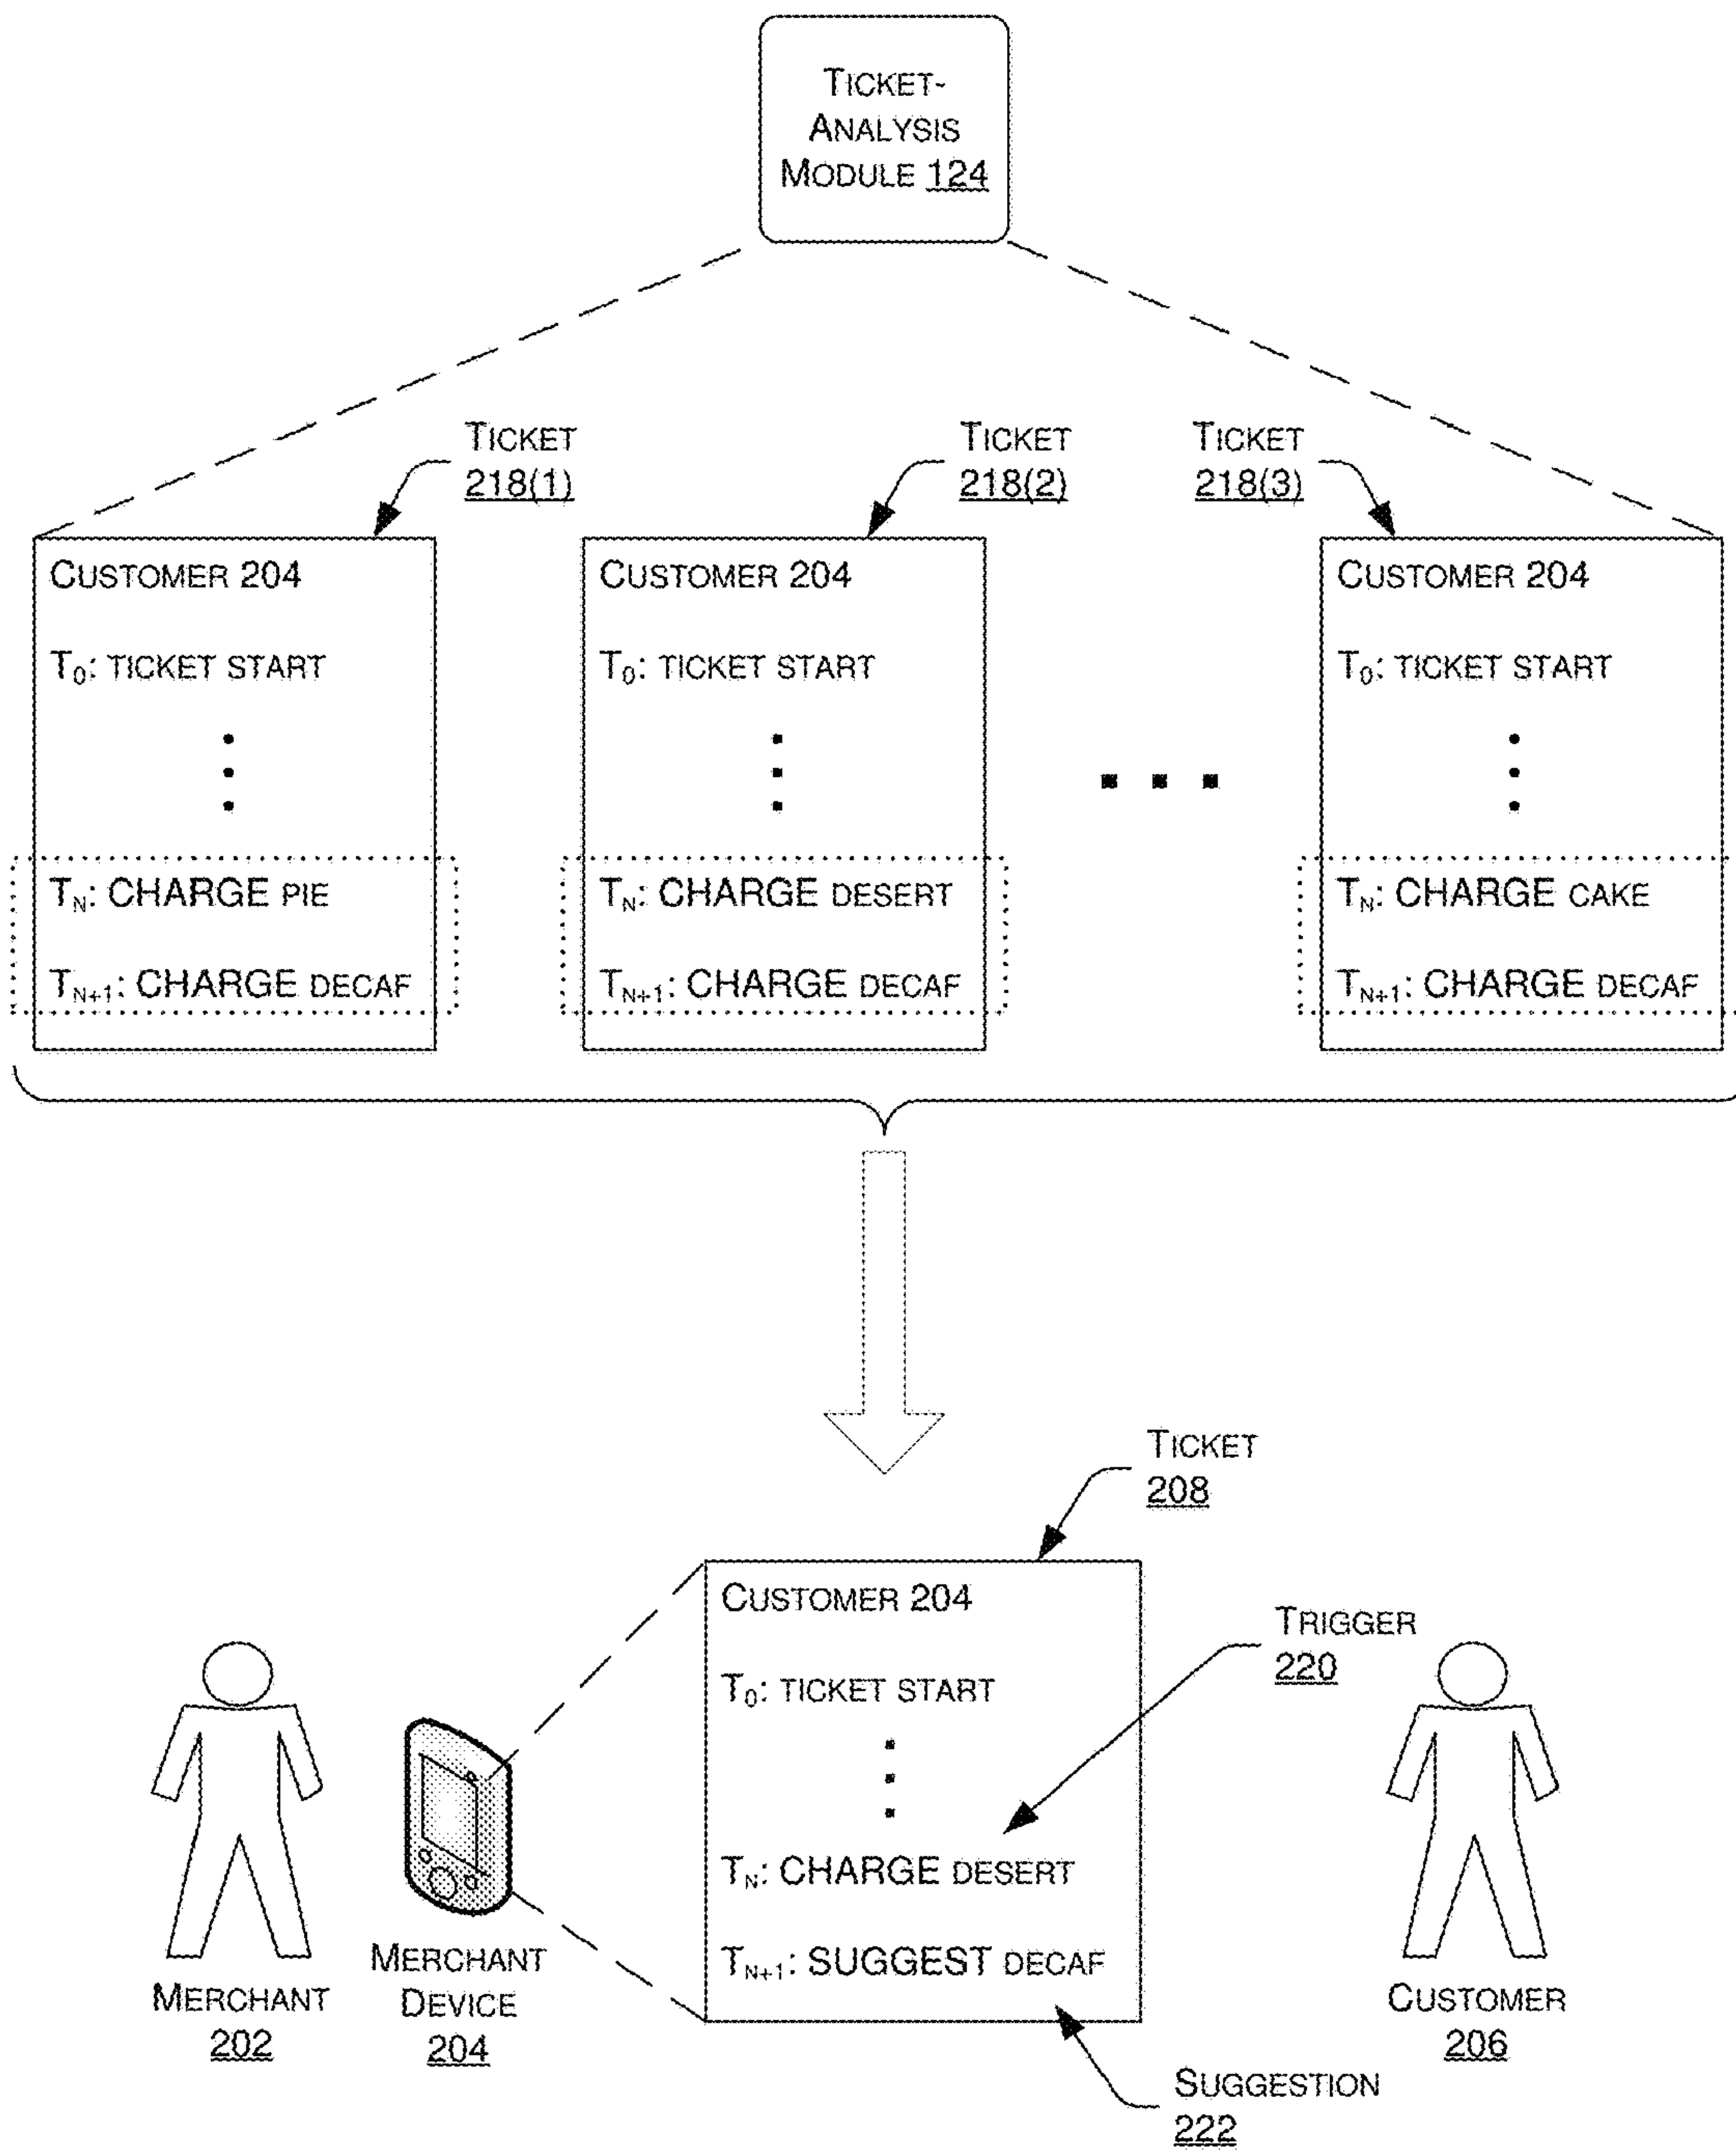 TICKET-
ANALYSIS
MODULE 124
TICKET
218(1)
TICKET
218(2)
TICKET
218(3)
CUSTOMER 204
T0: TICKET START
TN: CHARGE PIE
TN+1: CHARGE DECAF
CUSTOMER 204
T0: TICKET START
TN: CHARGE DESERT
TN+1: CHARGE DECAF
CUSTOMER 204
T0: TICKET START
TN: CHARGE CAKE
TN+1: CHARGE DECAF
TICKET
208
CUSTOMER 204
T0: TICKET START
TN: CHARGE DESERT
TN+1: SUGGEST DECAF
TRIGGER
220
MERCHANT
202
MERCHANT
DEVICE
204
CUSTOMER
206
SUGGESTION
222